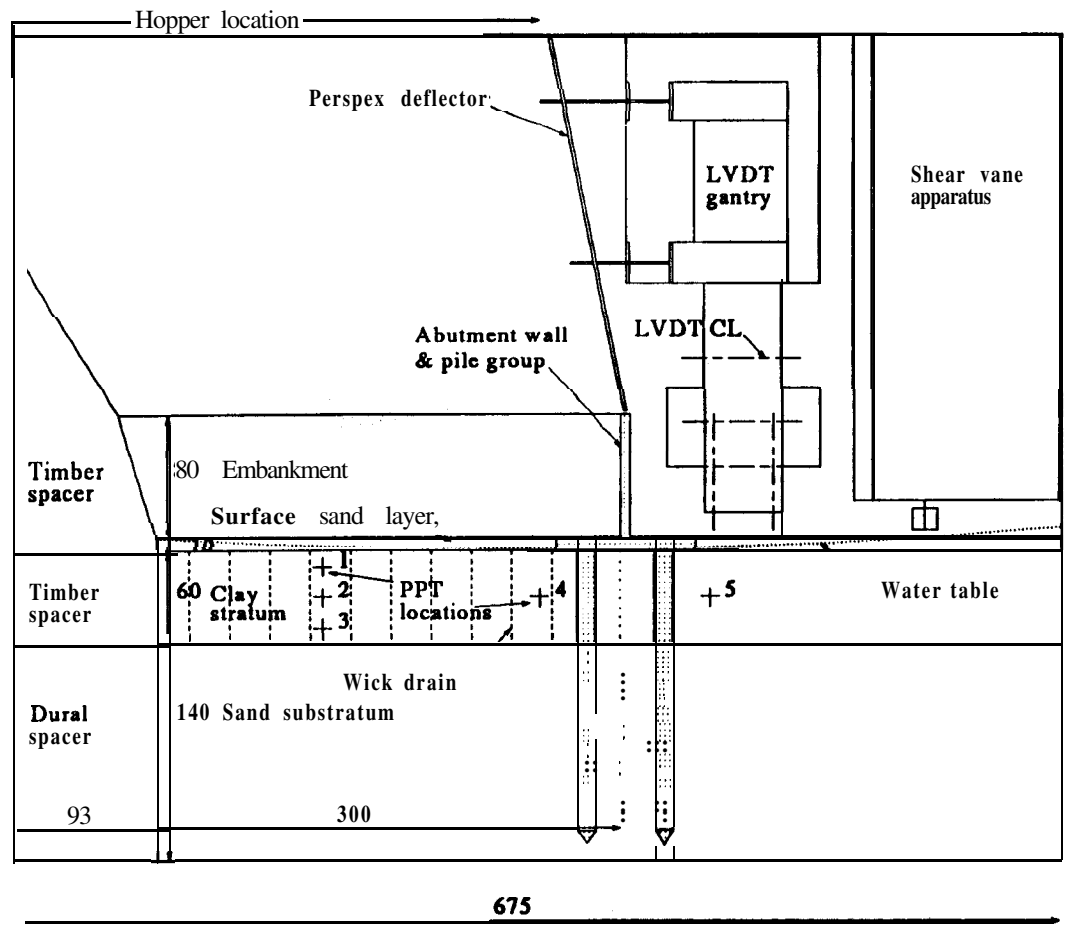 Hopper location
Perspex deflector
LVDT
gantry
Shear vane
apparatus
Abutment wall
& pile group
LVDT CL
Timber
spacer
80 Embankment
Surface sand layer,
10
1
Timber
spacer
60 Clay
stratum
2
3
PPT
locations
4
5
Water table
Wick drain
Dural
spacer
140 Sand substratum
93
300
675